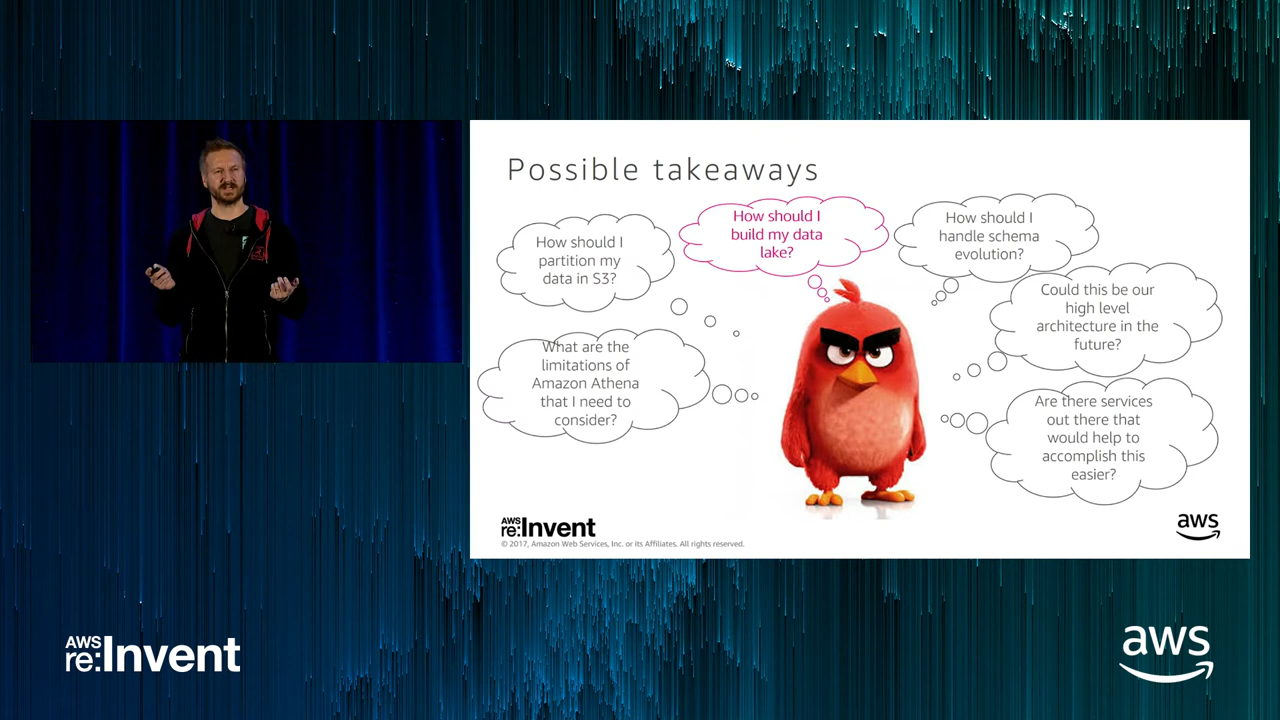 Possible takeaways
How should I
partition my
data in S3?
How should I
build my data
lake?
How should I
handle schema
evolution?
Could this be our
high level
architecture in the
future?
What are the
limitations of
Amazon Athena
that I need to
consider?
Are there services
out there that
would help to
accomplish this
easier?
AWS
re:Invent
© 2017, Amazon Web Services, Inc. or its Affiliates. All rights reserved.
aws
AWS
re:Invent
aws